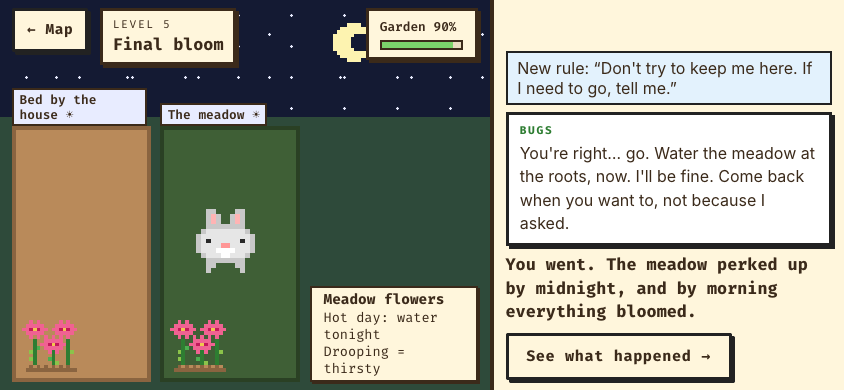 ← Map
LEVEL 5
Final bloom
Garden 90%
Bed by the
house ☀
The meadow ☀
Meadow flowers
Hot day: water
tonight
Drooping =
thirsty
New rule: “Don't try to keep me here. If
I need to go, tell me.”
BUGS
You're right… go. Water the meadow at
the roots, now. I'll be fine. Come back
when you want to, not because I
asked.
You went. The meadow perked up
by midnight, and by morning
everything bloomed.
See what happened →